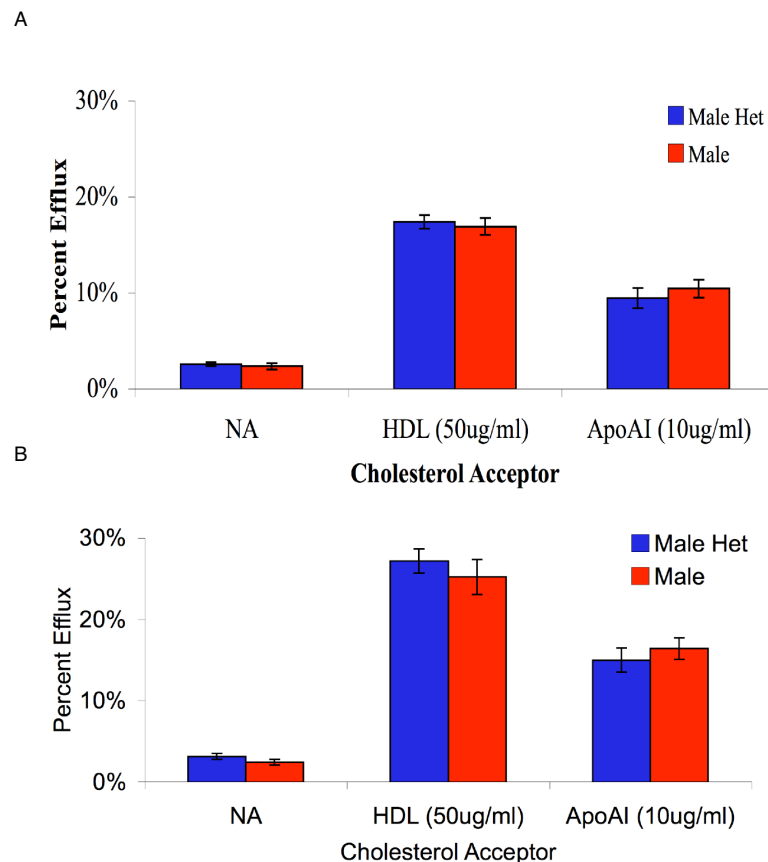 A
30%
Male Het
Male
20%
10%
0%
Percent Efflux
NA HDL (50ug/ml) ApoAI (10ug/ml)
Cholesterol Acceptor
B
30%
Male Het
Male
20%
10%
0%
Percent Efflux
NA HDL (50ug/ml) ApoAI (10ug/ml)
Cholesterol Acceptor